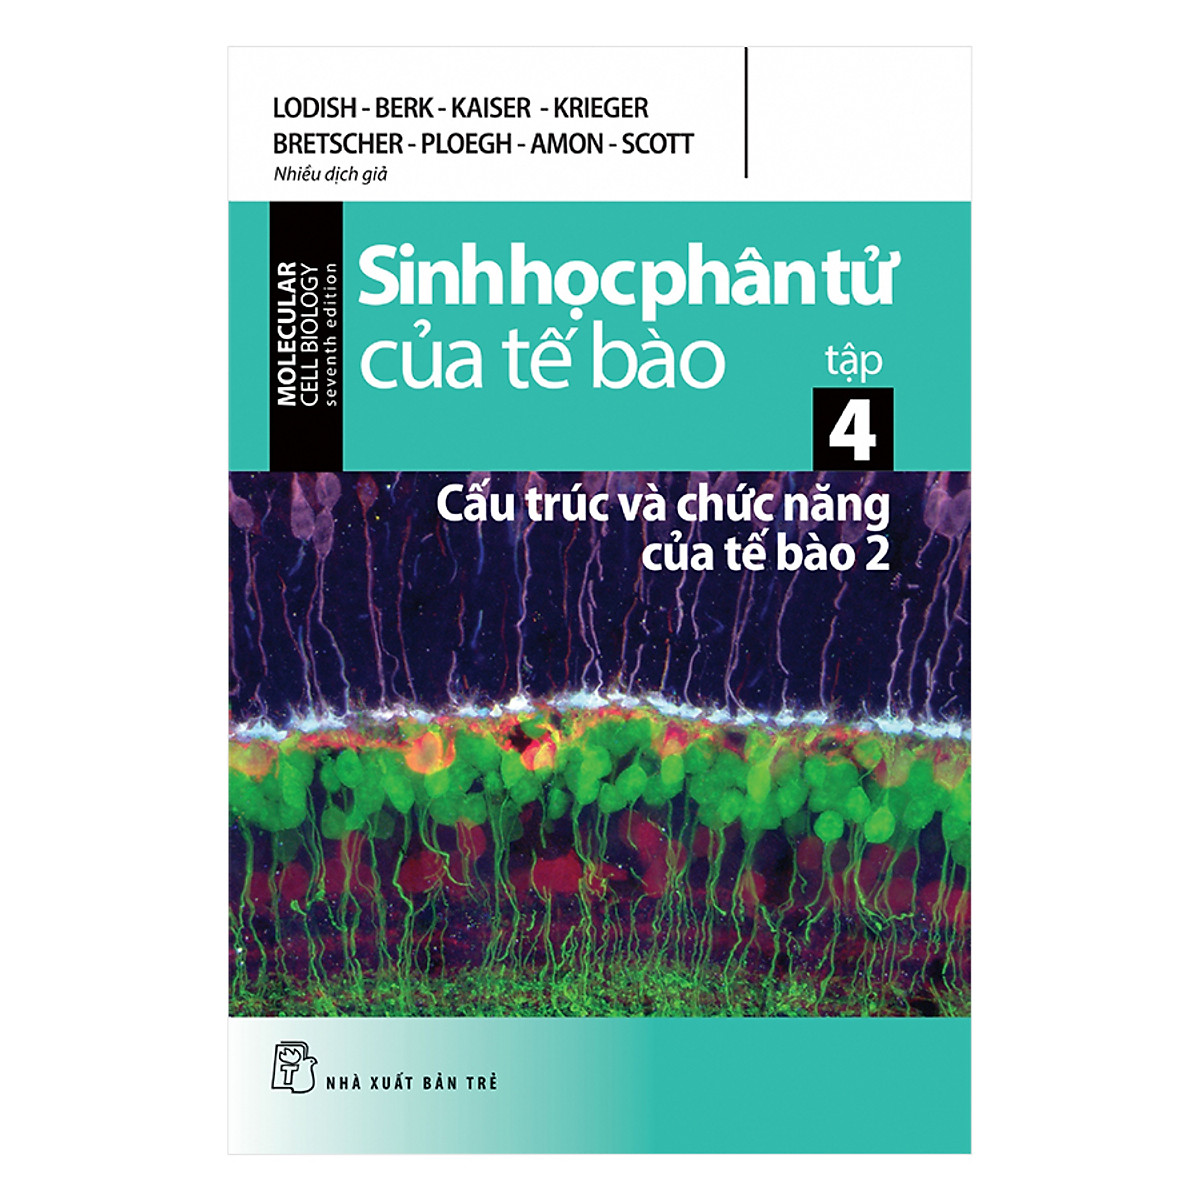 LODISH - BERK - KAISER - KRIEGER
BRETSCHER - PLOEGH - AMON - SCOTT
Nhiều dịch giả
MOLECULAR
CELL BIOLOGY
seventh edition
Sinh học phân tử
của tế bào
tập
4
Cấu trúc và chức năng
của tế bào 2
T
NHÀ XUẤT BẢN TRẺ